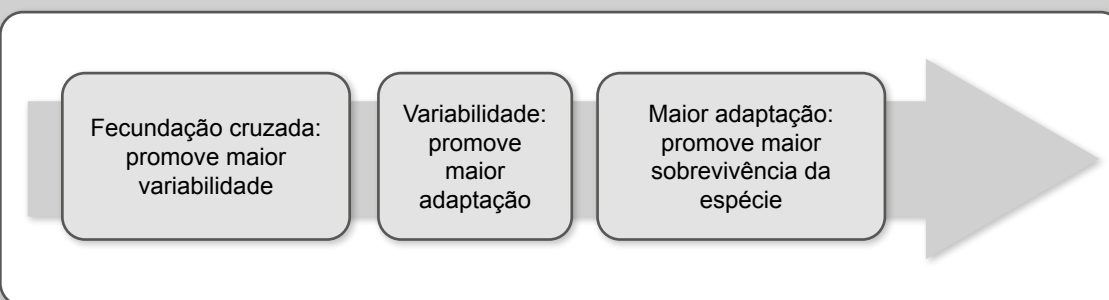 Fecundação cruzada:
promove maior
variabilidade
Variabilidade:
promove
maior
adaptação
Maior adaptação:
promove maior
sobrevivência da
espécie